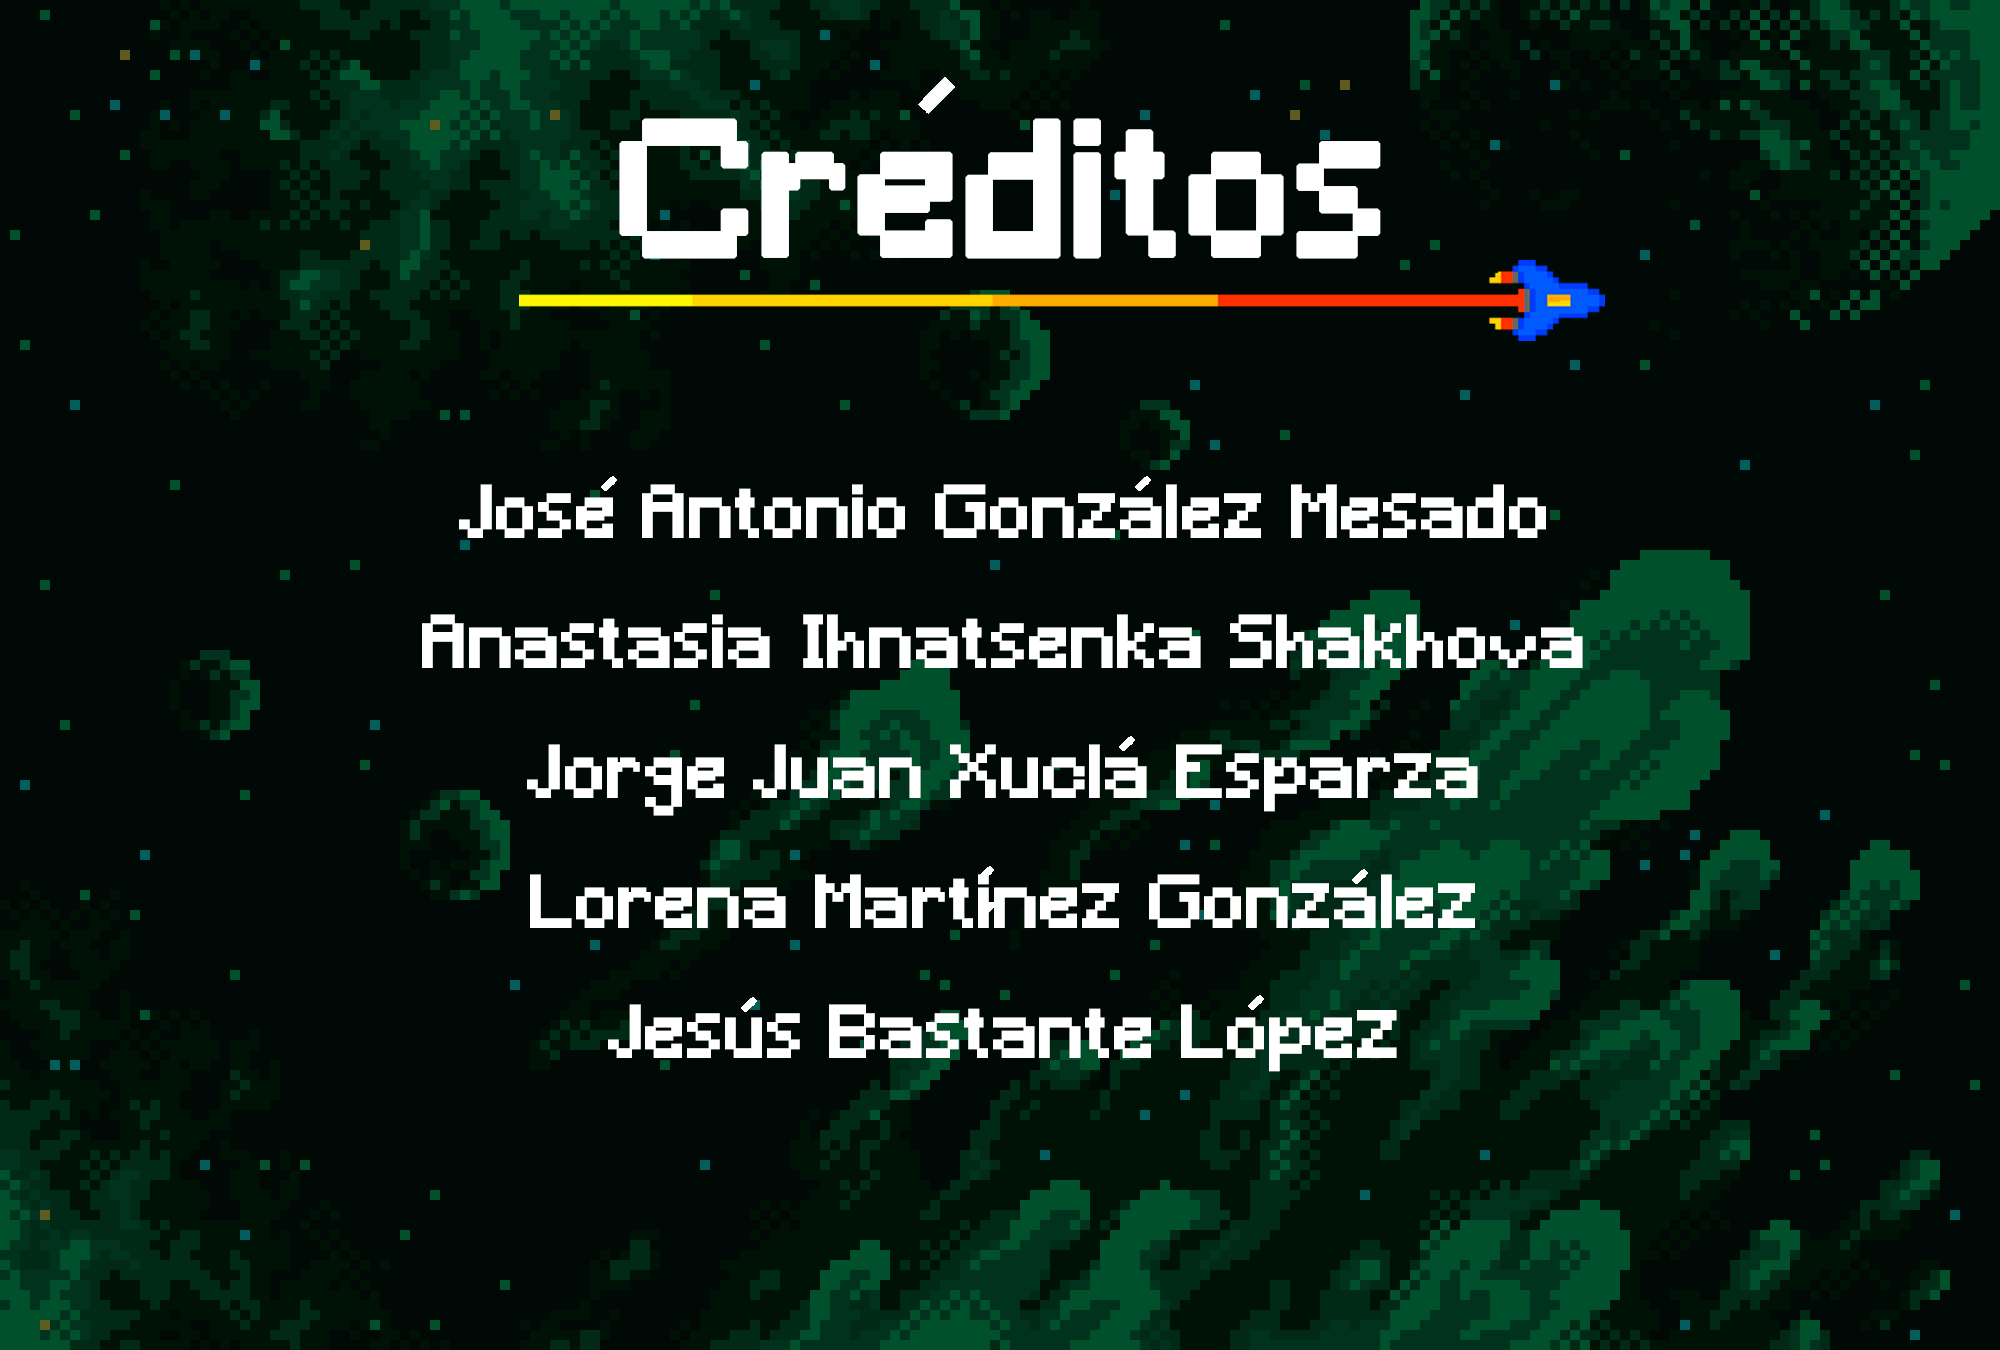 Créditos
José Antonio González Mesado
Anastasia Ihnatsenka Shakhova
Jorge Juan Xuclá Esparza
Lorena Martínez González
Jesús Bastante López